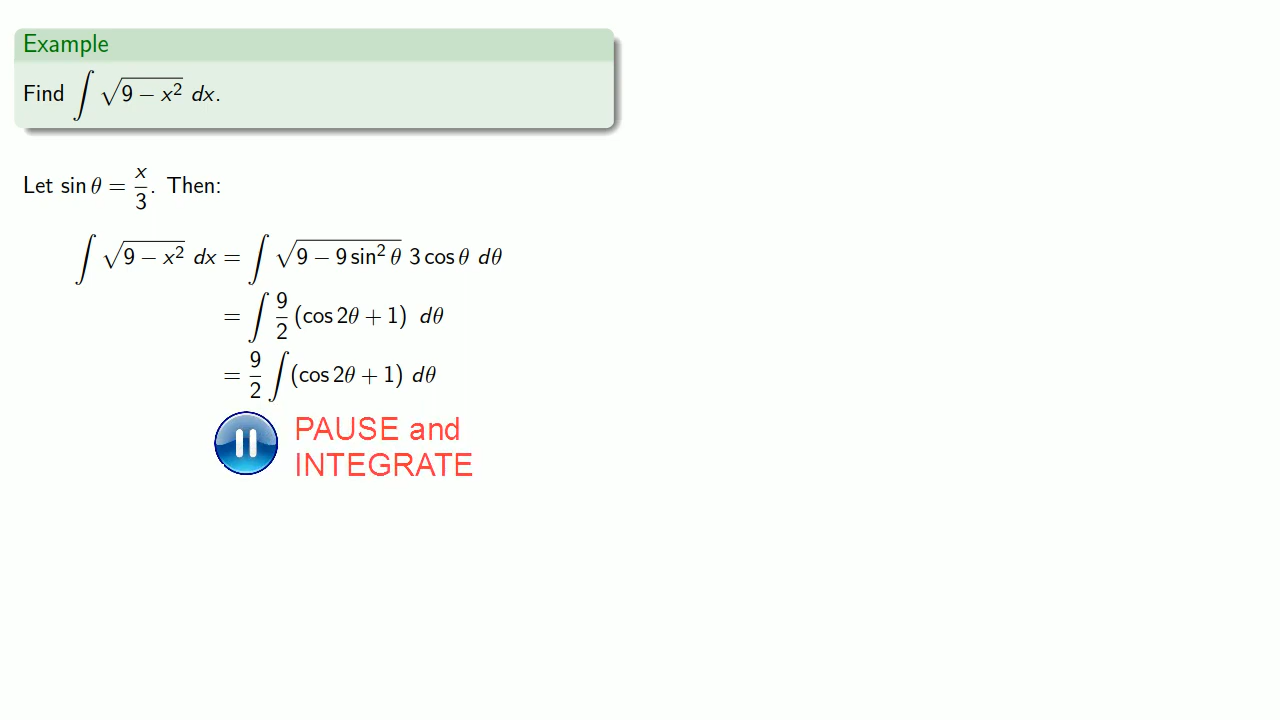 Example
Find ∫ √(9 − x²) dx.
Let sin θ = x/3. Then:
∫ √(9 − x²) dx = ∫ √(9 − 9 sin² θ) 3 cos θ dθ
= ∫ 9/2 (cos 2θ + 1) dθ
= 9/2 ∫ (cos 2θ + 1) dθ
PAUSE and
INTEGRATE